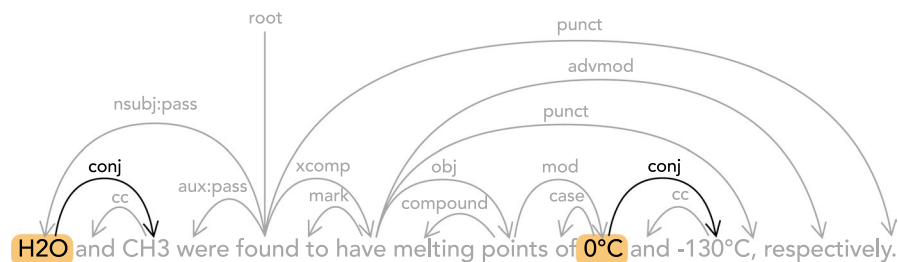 root
punct
advmod
nsubj:pass
punct
conj
xcomp
obj
mod
conj
cc
aux:pass
mark
compound
case
cc
H2O and CH3 were found to have melting points of 0°C and -130°C, respectively.